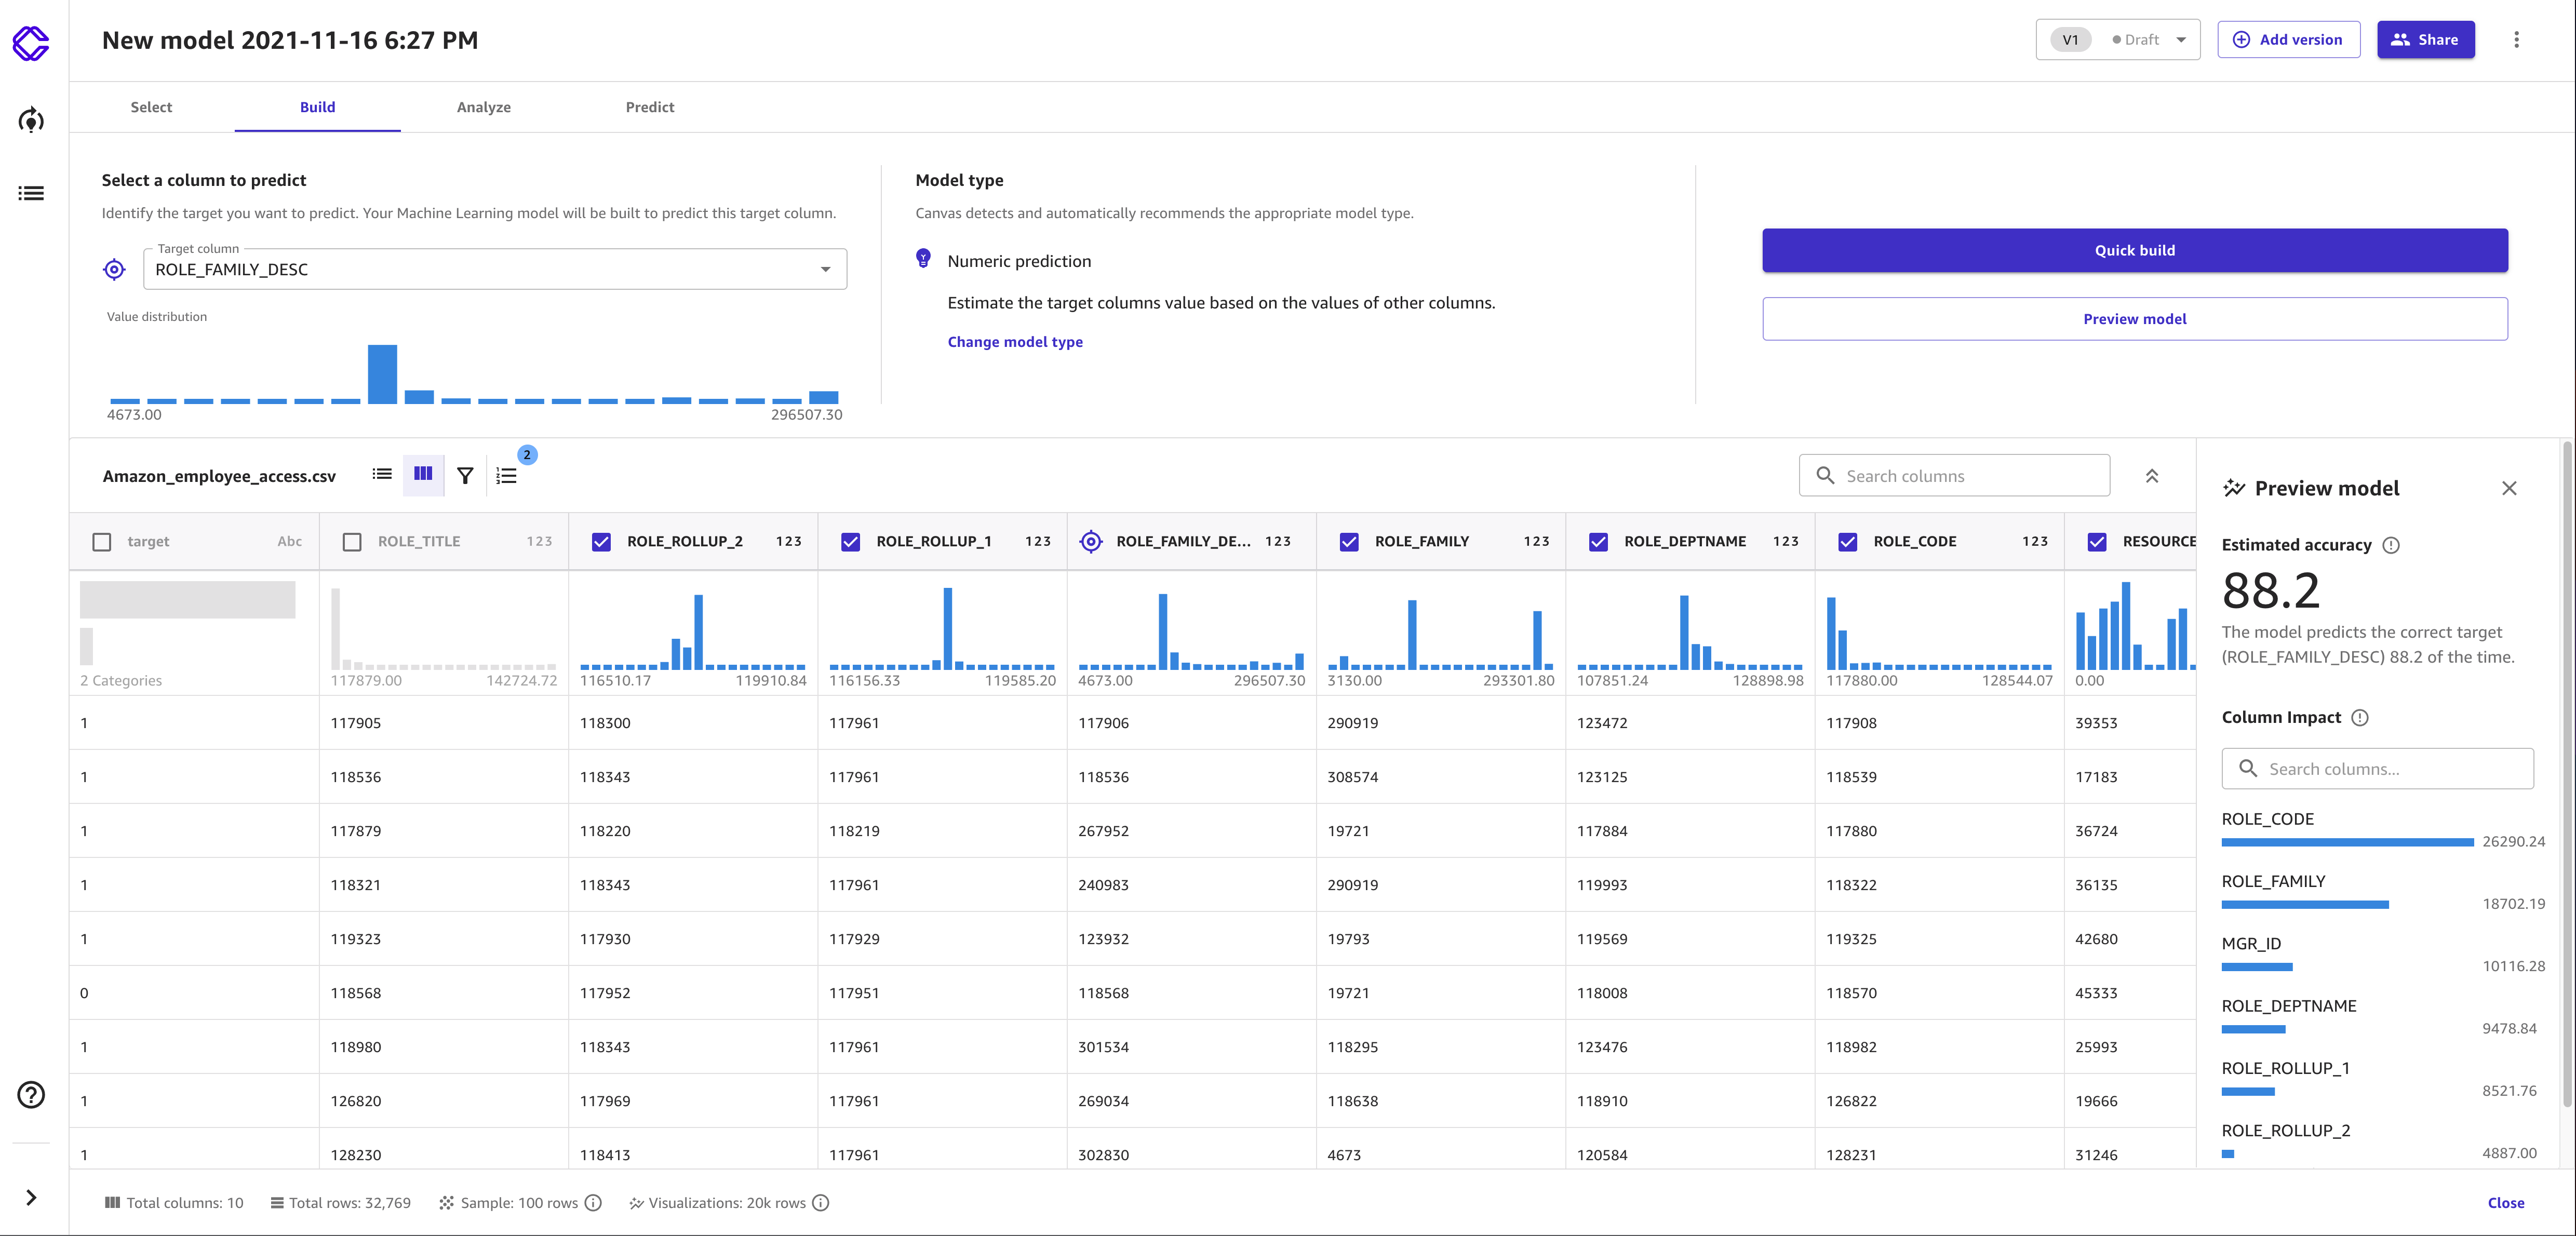 New model 2021-11-16 6:27 PM
V1 Draft
Add version
Share
Select Build Analyze Predict
Select a column to predict
Identify the target you want to predict. Your Machine Learning model will be built to predict this target column.
Target column
ROLE_FAMILY_DESC
Value distribution
4673.00 296507.30
Model type
Canvas detects and automatically recommends the appropriate model type.
Numeric prediction
Estimate the target columns value based on the values of other columns.
Change model type
Quick build
Preview model
Amazon_employee_access.csv
2
Search columns
target Abc ROLE_TITLE 123 ROLE_ROLLUP_2 123 ROLE_ROLLUP_1 123 ROLE_FAMILY_DE... 123 ROLE_FAMILY 123 ROLE_DEPTNAME 123 ROLE_CODE 123 RESOURCE
2 Categories 117879.00 142724.72 116510.17 119910.84 116156.33 119585.20 4673.00 296507.30 3130.00 293301.80 107851.24 128898.98 117880.00 128544.07 0.00
1 117905 118300 117961 117906 290919 123472 117908 39353
1 118536 118343 117961 118536 308574 123125 118539 17183
1 117879 118220 118219 267952 19721 117884 117880 36724
1 118321 118343 117961 240983 290919 119993 118322 36135
1 119323 117930 117929 123932 19793 119569 119325 42680
0 118568 117952 117951 118568 19721 118008 118570 45333
1 118980 118343 117961 301534 118295 123476 118982 25993
1 126820 117969 117961 269034 118638 118910 126822 19666
1 128230 118413 117961 302830 4673 120584 128231 31246
Preview model
Estimated accuracy
88.2
The model predicts the correct target
(ROLE_FAMILY_DESC) 88.2 of the time.
Column Impact
Search columns...
ROLE_CODE
26290.24
ROLE_FAMILY
18702.19
MGR_ID
10116.28
ROLE_DEPTNAME
9478.84
ROLE_ROLLUP_1
8521.76
ROLE_ROLLUP_2
4887.00
Total columns: 10 Total rows: 32,769 Sample: 100 rows Visualizations: 20k rows
Close